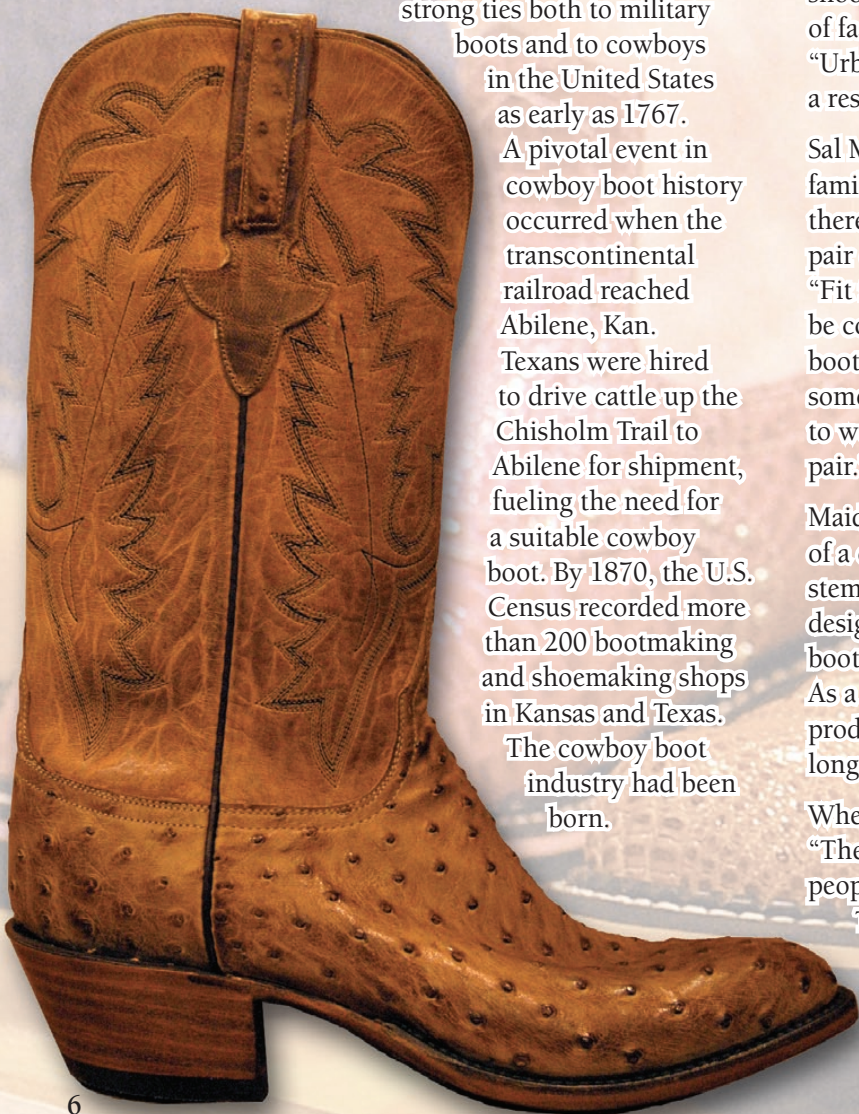 strong ties both to military
boots and to cowboys
in the United States
as early as 1767.
A pivotal event in
cowboy boot history
occurred when the
transcontinental
railroad reached
Abilene, Kan.
Texans were hired
to drive cattle up the
Chisholm Trail to
Abilene for shipment,
fueling the need for
a suitable cowboy
boot. By 1870, the U.S.
Census recorded more
than 200 bootmaking
and shoemaking shops
in Kansas and Texas.
The cowboy boot
industry had been
born.
of fa
“Urb
a res
Sal M
fami
there
pair
“Fit
be co
boot
some
to w
pair.
Maid
of a
stem
desig
boot
As a
prod
long
Whe
“The
peop
6